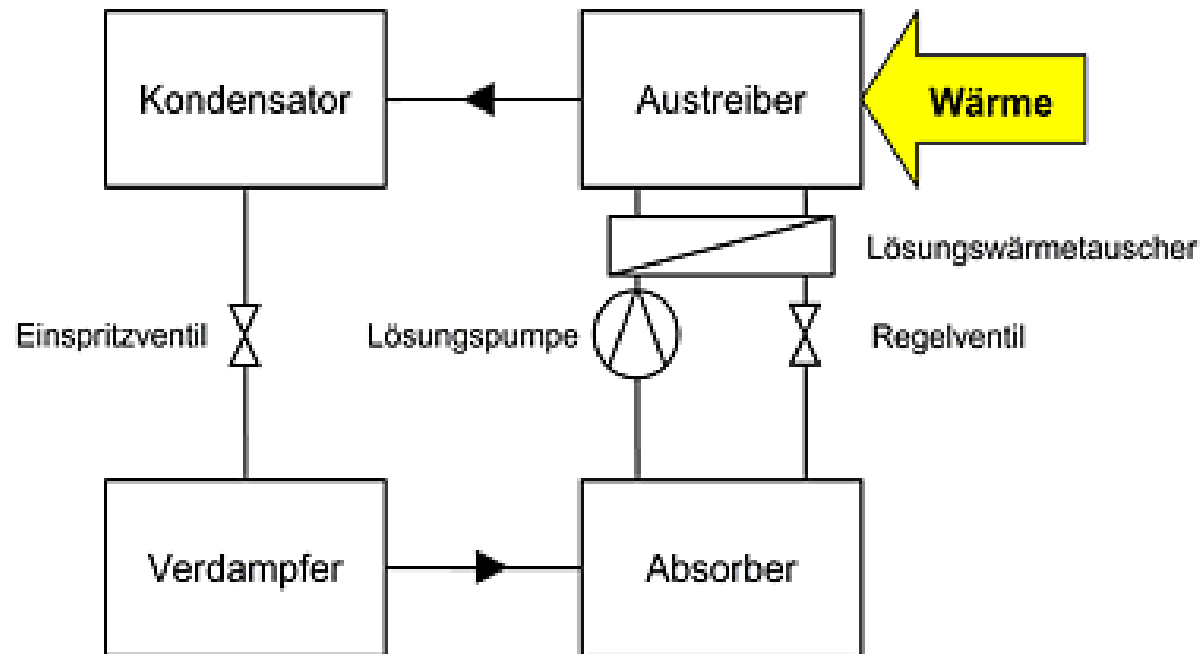 Kondensator
Austreiber
Wärme
Lösungswärmetauscher
Einspritzventil
Lösungspumpe
Regelventil
Verdampfer
Absorber